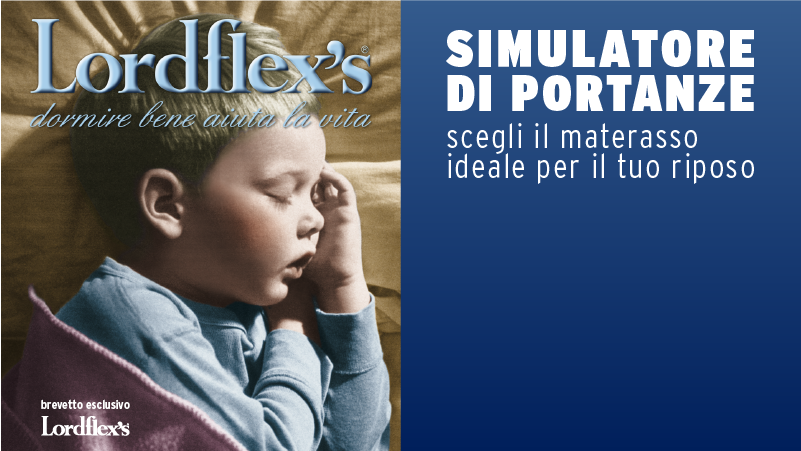 Lordflex's©
dormire bene aiuta la vita
brevetto esclusivo
Lordflex's
SIMULATORE
DI PORTANZE
scegli il materasso
ideale per il tuo riposo